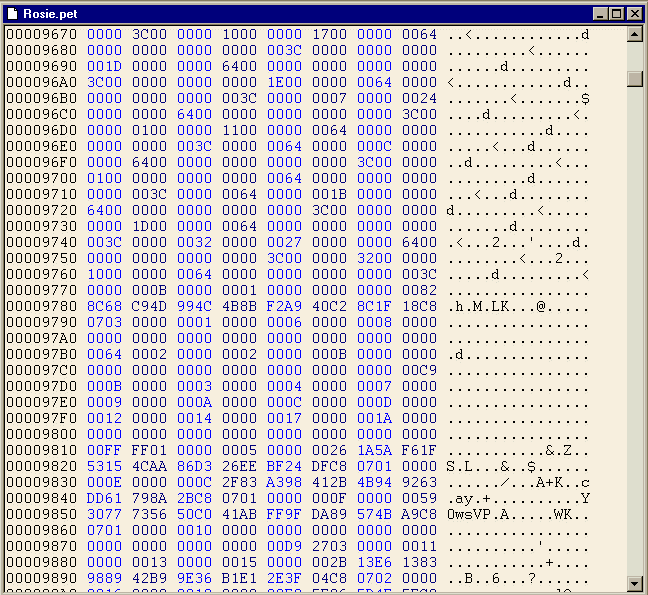 Rosie.pet
00009670 0000 3C00 0000 1000 0000 1700 0000 0064 ..<............d
00009680 0000 0000 0000 003C 0000 0000 0000 0000 .......<........
00009690 001D 0000 0000 6400 0000 0000 0000 0000 ......d.........
000096A0 3C00 0000 0000 0000 1E00 0000 0064 0000 <............d..
000096B0 0000 0000 0000 003C 0000 0007 0000 0024 .......<.......$
000096C0 0000 0000 6400 0000 0000 0000 0000 3C00 ....d.........<.
000096D0 0000 0100 0000 1100 0000 0064 0000 0000 ...........d....
000096E0 0000 0000 003C 0000 0064 0000 000C 0000 .....<...d......
000096F0 0000 6400 0000 0000 0000 0000 3C00 0000 ..d.........<...
00009700 0100 0000 0000 0000 0064 0000 0000 0000 .........d......
00009710 0000 003C 0000 0064 0000 001B 0000 0000 ...<...d........
00009720 6400 0000 0000 0000 0000 3C00 0000 0000 d.........<.....
00009730 0000 1D00 0000 0064 0000 0000 0000 0000 .......d........
00009740 003C 0000 0032 0000 0027 0000 0000 6400 .<...2...'....d.
00009750 0000 0000 0000 0000 3C00 0000 3200 0000 ........<...2...
00009760 1000 0000 0064 0000 0000 0000 0000 003C .....d.........<
00009770 0000 000B 0000 0001 0000 0000 0000 0082 ................
00009780 8C68 C94D 994C 4B8B F2A9 40C2 8C1F 18C8 .h.M.LK...@.....
00009790 0703 0000 0001 0000 0006 0000 0008 0000 ................
000097A0 0000 0000 0000 0000 0000 0000 0000 0000 ................
000097B0 0064 0002 0000 0002 0000 000B 0000 0000 .d..............
000097C0 0000 0000 0000 0000 0000 0000 0000 00C9 ................
000097D0 000B 0000 0003 0000 0004 0000 0007 0000 ................
000097E0 0009 0000 000A 0000 000C 0000 000D 0000 ................
000097F0 0012 0000 0014 0000 0017 0000 001A 0000 ................
00009800 0000 0000 0000 0000 0000 0000 0000 0000 ................
00009810 00FF FF01 0000 0005 0000 0026 1A5A F61F ...........&.Z..
00009820 5315 4CAA 86D3 26EE BF24 DFC8 0701 0000 S.L...&..$......
00009830 000E 0000 000C 2F83 A398 412B 4B94 9263 ....../...A+K..c
00009840 DD61 798A 2BC8 0701 0000 000F 0000 0059 .ay.+..........Y
00009850 3077 7356 50C0 41AB FF9F DA89 574B A9C8 0wsVP.A.....WK..
00009860 0701 0000 0010 0000 0000 0000 0000 0000 ................
00009870 0000 0000 0000 00D9 2703 0000 0000 0011 ........'.......
00009880 0000 0013 0000 0015 0000 002B 13E6 1383 ...........+....
00009890 9889 42B9 9E36 B1E1 2E3F 04C8 0702 0000 ..B..6...?......